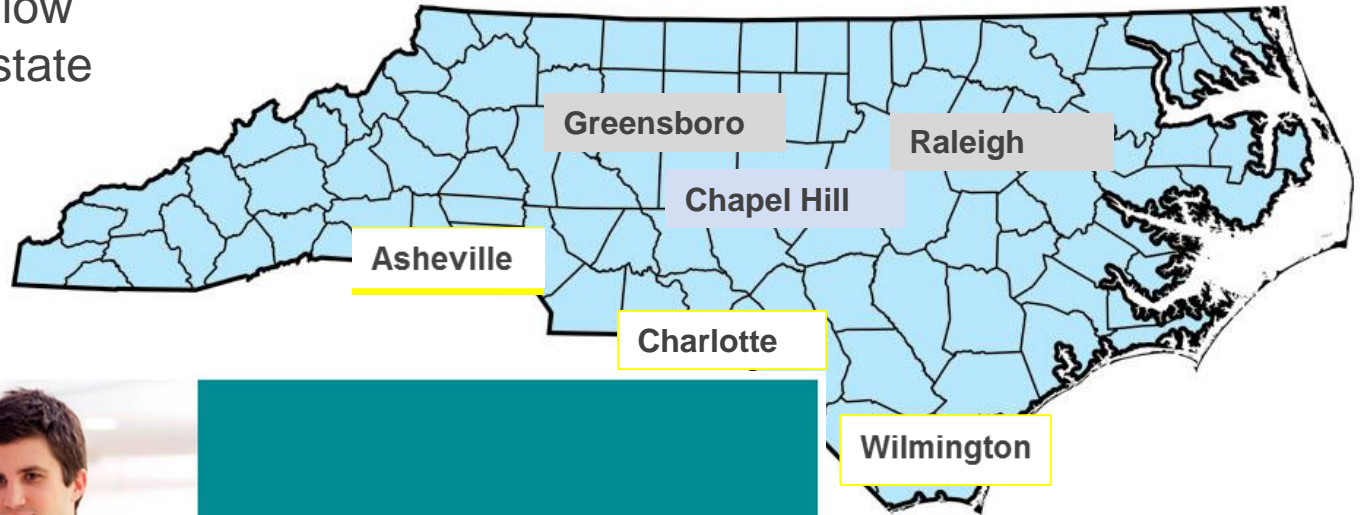 low
state
Greensboro
Raleigh
Chapel Hill
Asheville
Charlotte
Wilmington